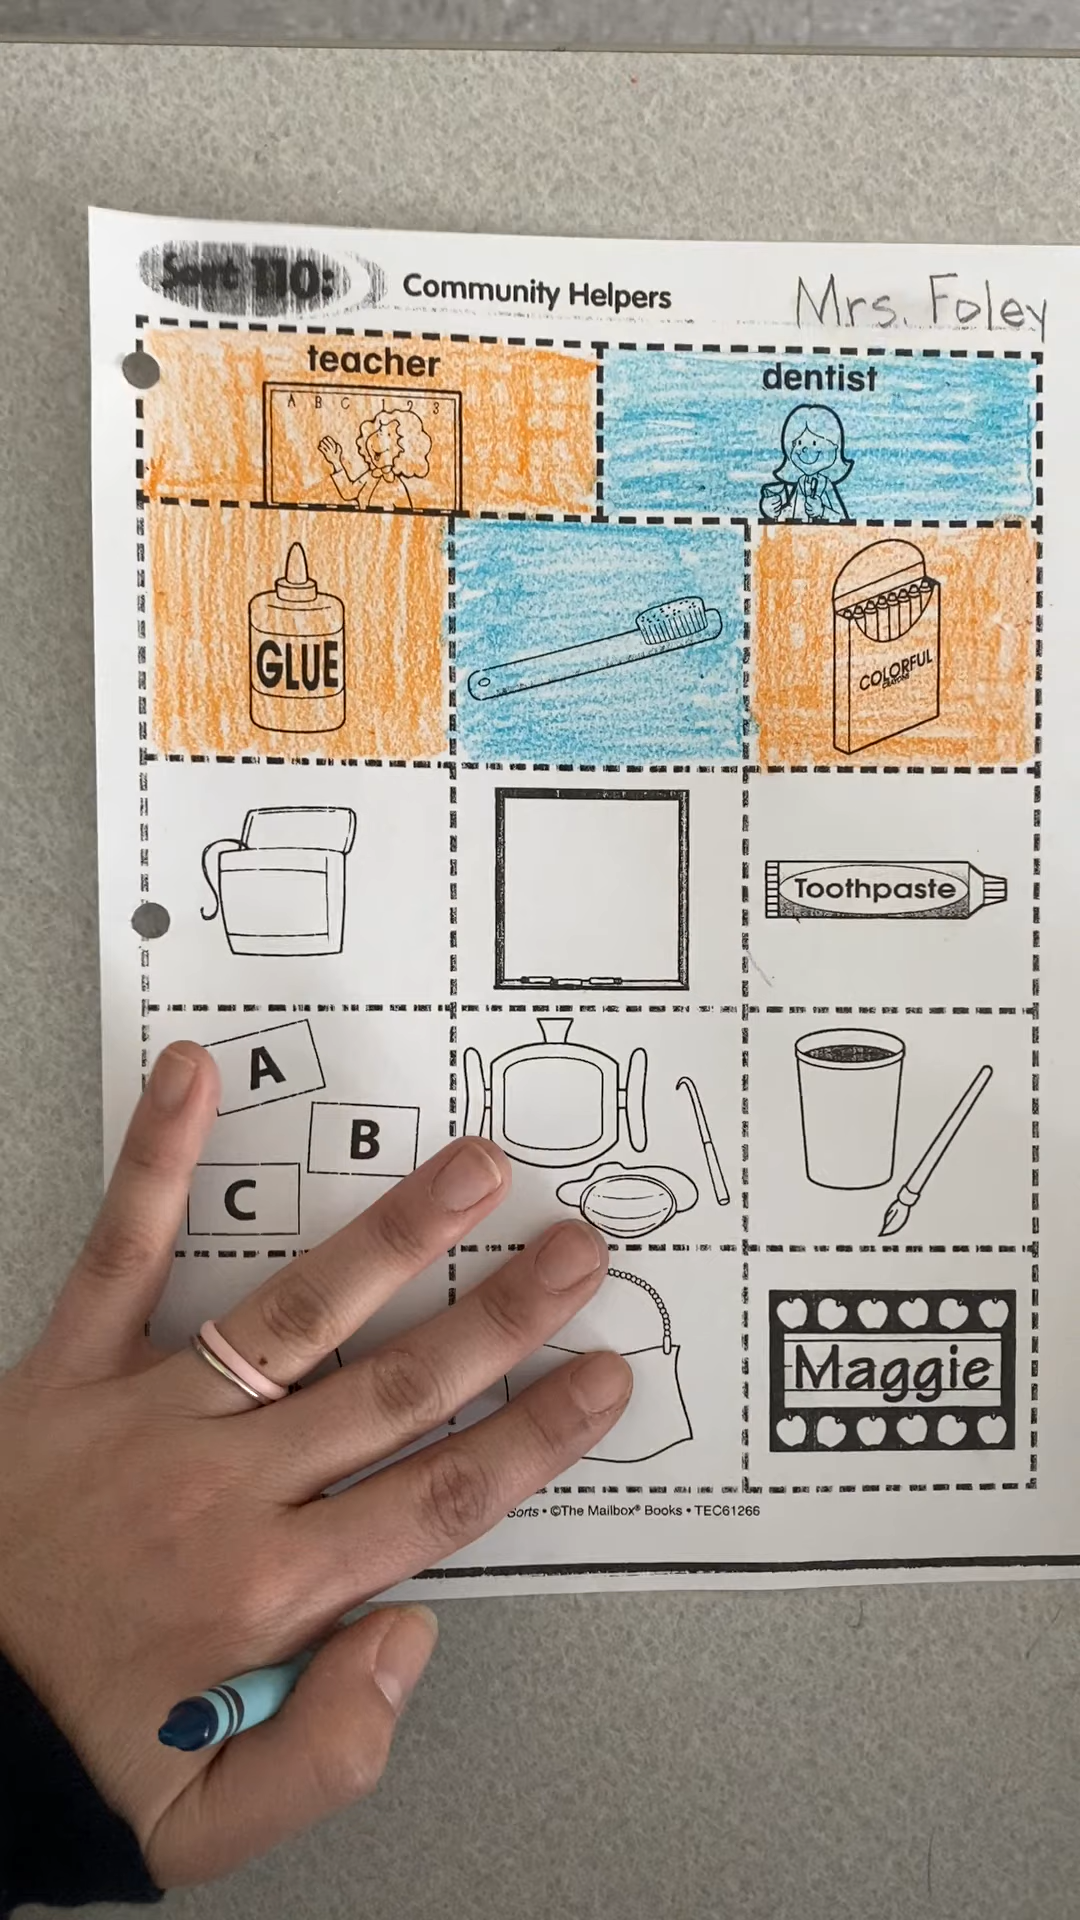 Sort 110: Community Helpers Mrs. Foley
teacher dentist
A B C 1 2 3
GLUE
COLORFUL
CRAYONS
Toothpaste
A
B
C
Maggie
Sorts • ©The Mailbox® Books • TEC61266